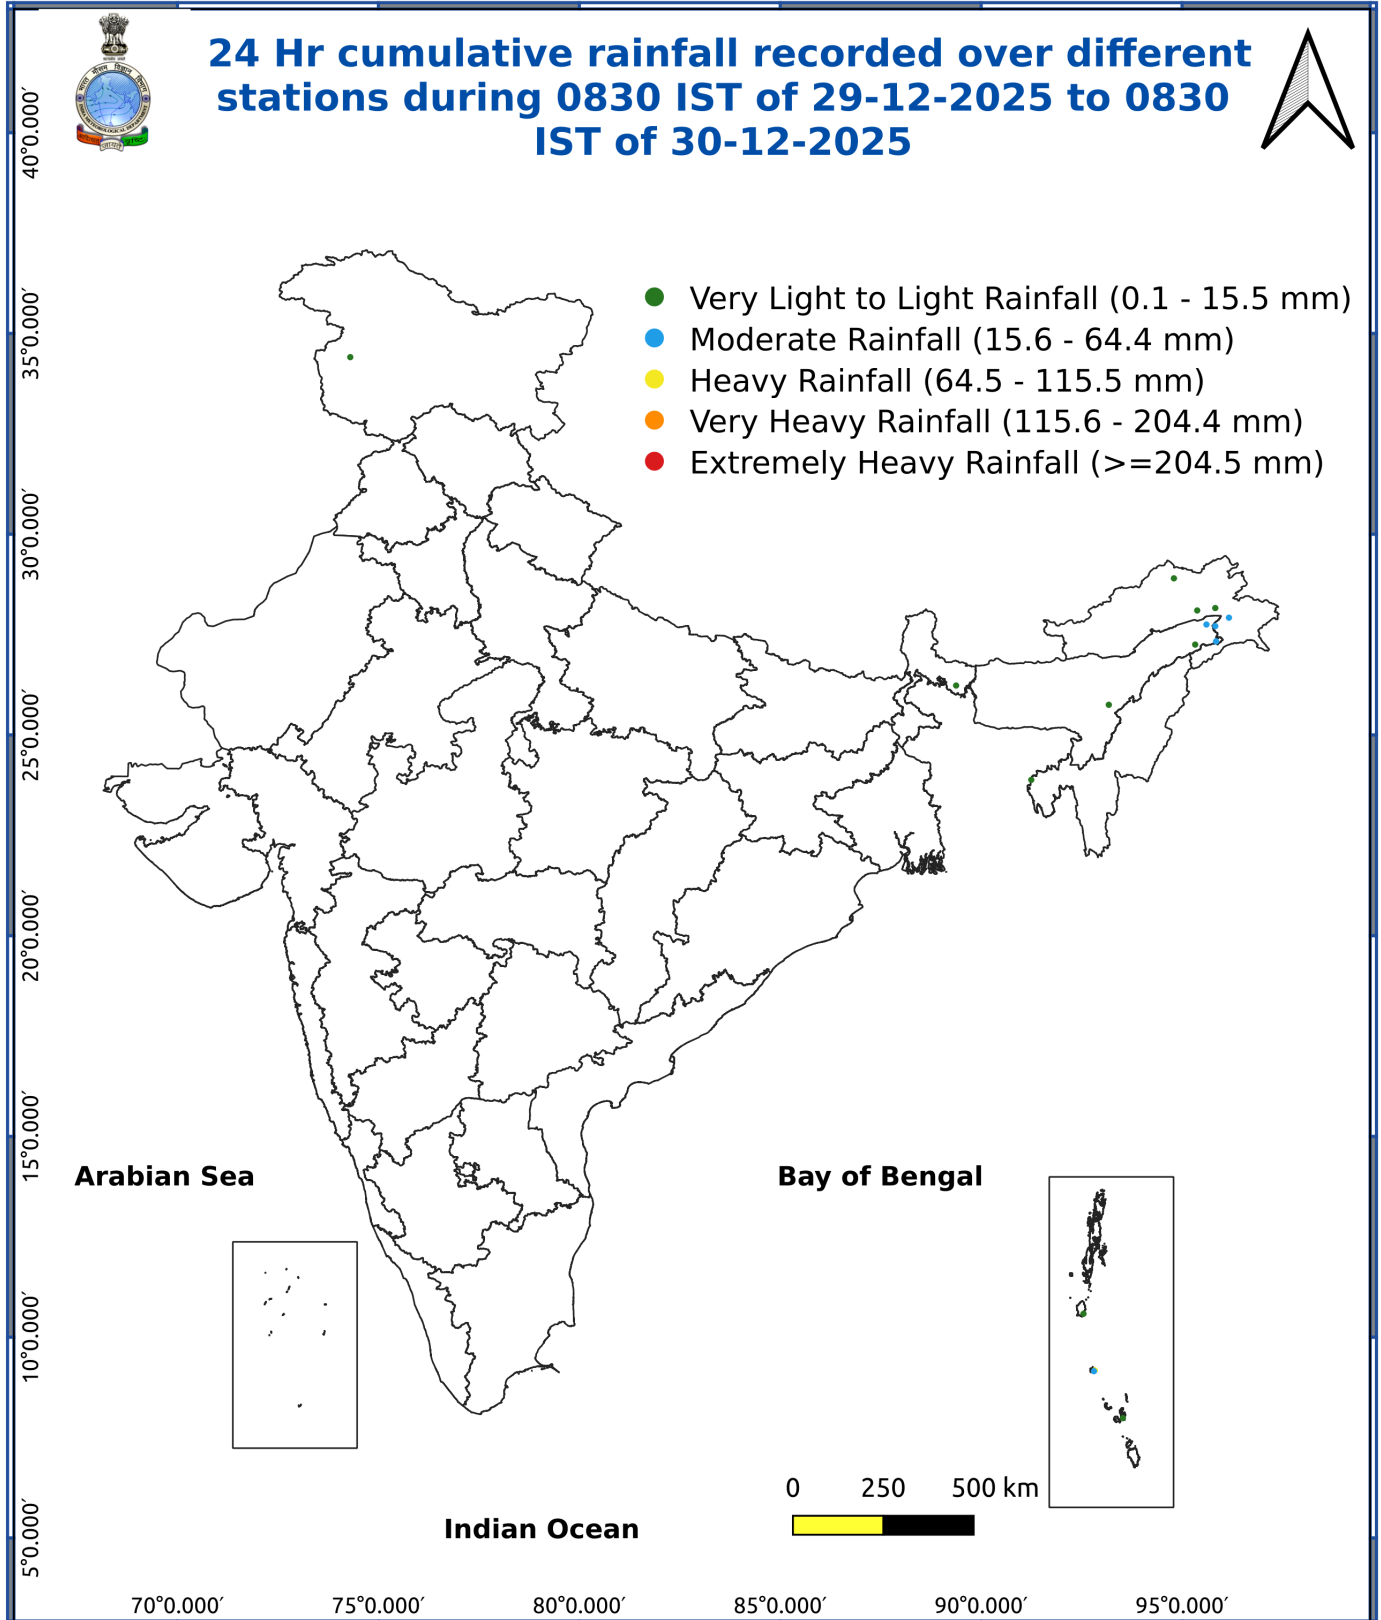 24 Hr cumulative rainfall recorded over different
stations during 0830 IST of 29-12-2025 to 0830
IST of 30-12-2025
Very Light to Light Rainfall (0.1 - 15.5 mm)
Moderate Rainfall (15.6 - 64.4 mm)
Heavy Rainfall (64.5 - 115.5 mm)
Very Heavy Rainfall (115.6 - 204.4 mm)
Extremely Heavy Rainfall (>=204.5 mm)
40°0.000′
35°0.000′
30°0.000′
25°0.000′
20°0.000′
15°0.000′
10°0.000′
5°0.000′
Arabian Sea
Bay of Bengal
Indian Ocean
0 250 500 km
70°0.000′ 75°0.000′ 80°0.000′ 85°0.000′ 90°0.000′ 95°0.000′